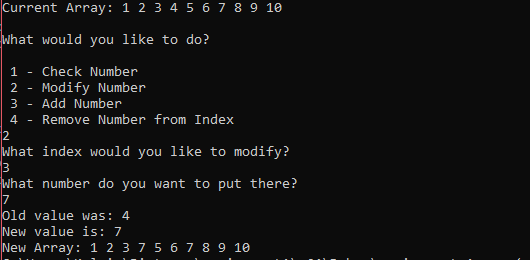 Current Array: 1 2 3 4 5 6 7 8 9 10
What would you like to do?
1 - Check Number
2 - Modify Number
3 - Add Number
4 - Remove Number from Index
2
What index would you like to modify?
3
What number do you want to put there?
7
Old value was: 4
New value is: 7
New Array: 1 2 3 7 5 6 7 8 9 10